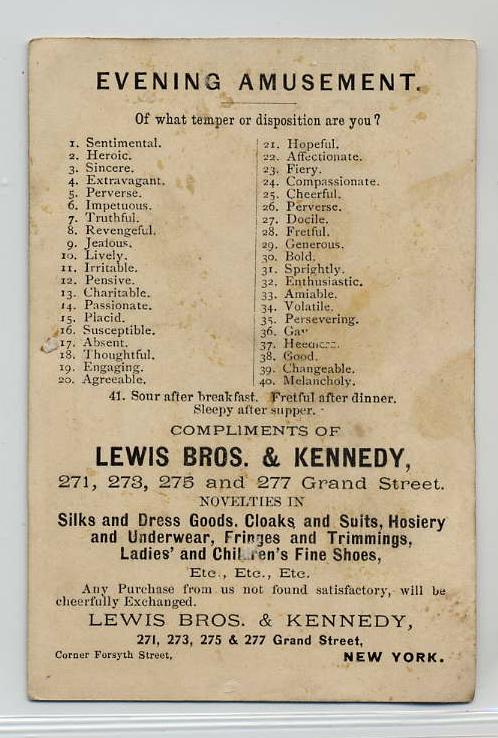 EVENING AMUSEMENT.
Of what temper or disposition are you?
1. Sentimental.
2. Heroic.
3. Sincere.
4. Extravagant.
5. Perverse.
6. Impetuous.
7. Truthful.
8. Revengeful.
9. Jealous.
10. Lively.
11. Irritable.
12. Pensive.
13. Charitable.
14. Passionate.
15. Placid.
16. Susceptible.
17. Absent.
18. Thoughtful.
19. Engaging.
20. Agreeable.
21. Hopeful.
22. Affectionate.
23. Fiery.
24. Compassionate.
25. Cheerful.
26. Perverse.
27. Docile.
28. Fretful.
29. Generous.
30. Bold.
31. Sprightly.
32. Enthusiastic.
33. Amiable.
34. Volatile.
35. Persevering.
36. Gay
37. Heedless.
38. Good.
39. Changeable.
40. Melancholy.
41. Sour after breakfast. Fretful after dinner.
Sleepy after supper.
COMPLIMENTS OF
LEWIS BROS. & KENNEDY,
271, 273, 275 and 277 Grand Street.
NOVELTIES IN
Silks and Dress Goods. Cloaks and Suits, Hosiery
and Underwear, Fringes and Trimmings,
Ladies' and Children's Fine Shoes,
Etc., Etc., Etc.
Any Purchase from us not found satisfactory, will be
cheerfully Exchanged.
LEWIS BROS. & KENNEDY,
271, 273, 275 & 277 Grand Street,
Corner Forsyth Street, NEW YORK.